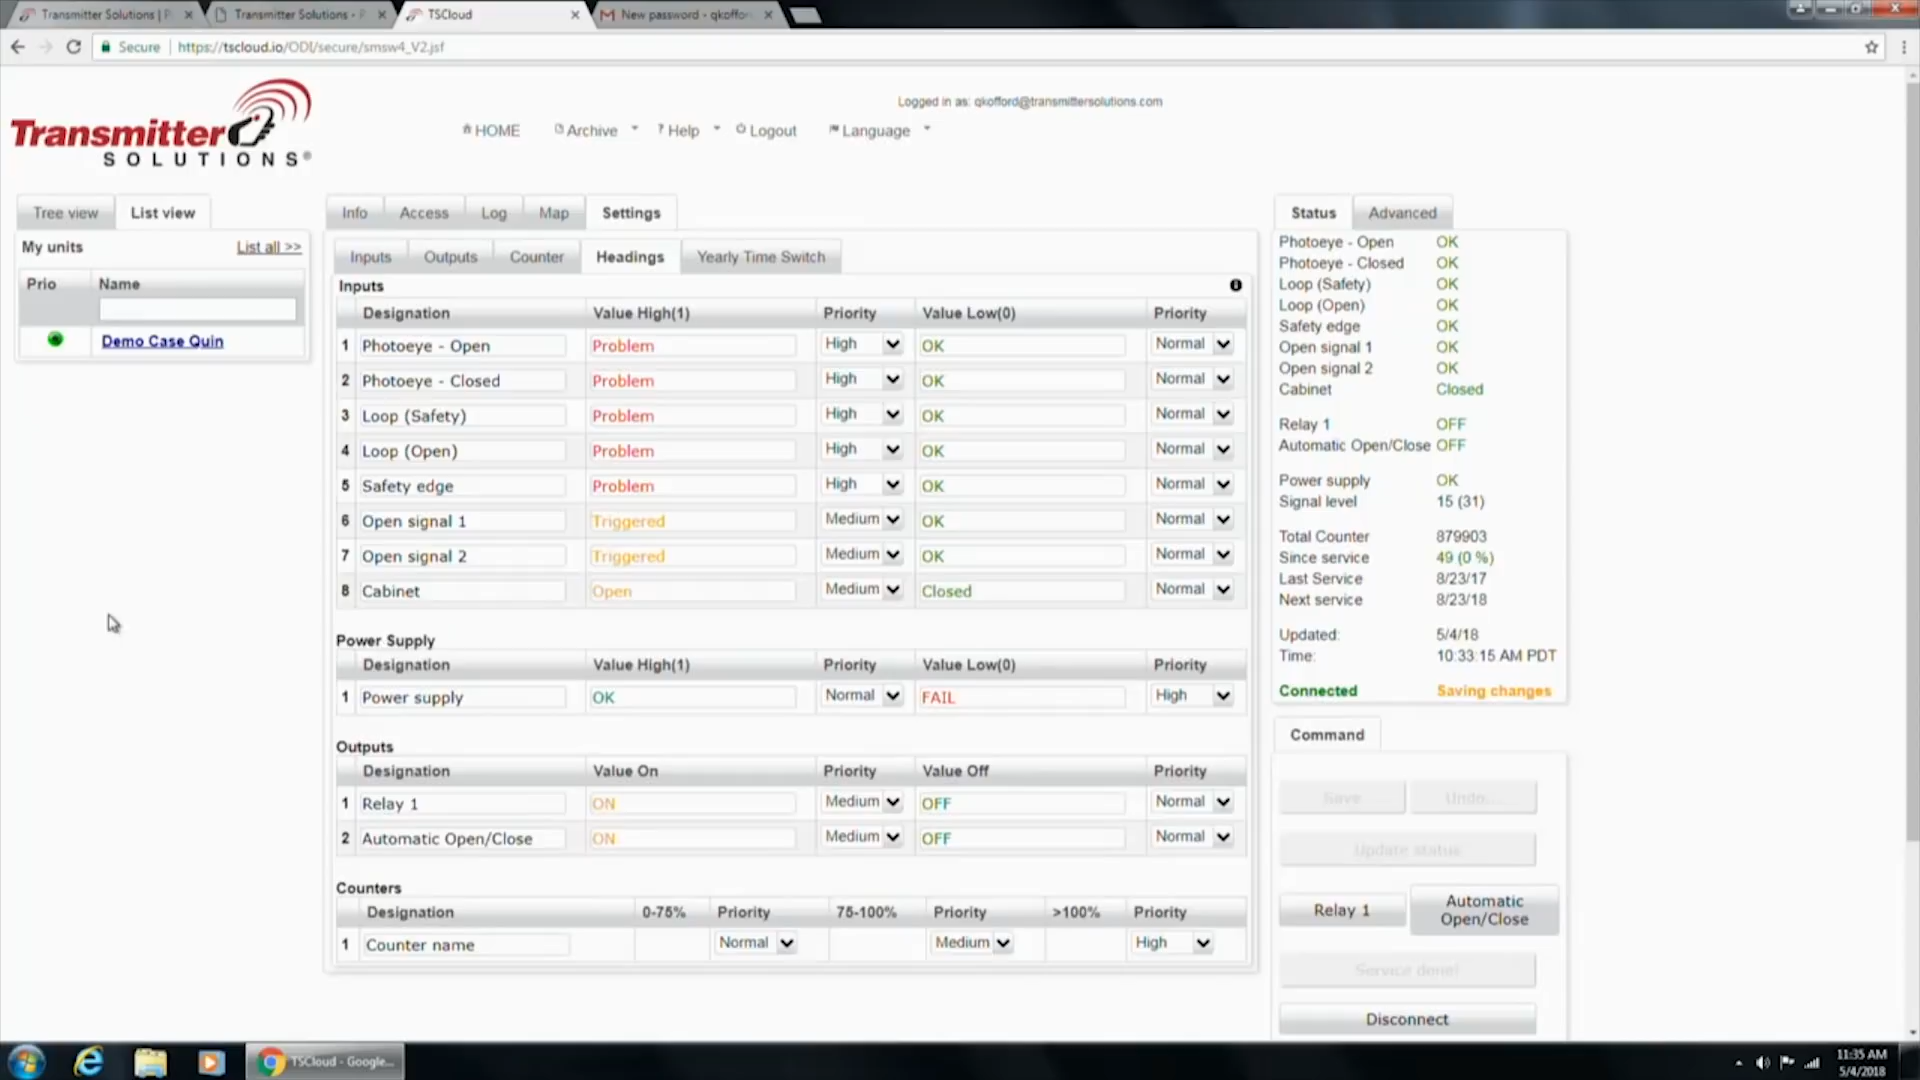 Transmitter Solutions | P
Transmitter Solutions - P
TSCloud
New password - qkoffor
Secure
https://tscloud.io/ODI/secure/smsw4_V2.jsf
Transmitter
SOLUTIONS®
Logged in as: qkofford@transmittersolutions.com
HOME
Archive
? Help
Logout
Language
Tree view
List view
My units
List all >>
Prio
Name
Demo Case Quin
Info
Access
Log
Map
Settings
Inputs
Outputs
Counter
Headings
Yearly Time Switch
Inputs
Designation Value High(1) Priority Value Low(0) Priority
1 Photoeye - Open Problem High OK Normal
2 Photoeye - Closed Problem High OK Normal
3 Loop (Safety) Problem High OK Normal
4 Loop (Open) Problem High OK Normal
5 Safety edge Problem High OK Normal
6 Open signal 1 Triggered Medium OK Normal
7 Open signal 2 Triggered Medium OK Normal
8 Cabinet Open Medium Closed Normal
Power Supply
Designation Value High(1) Priority Value Low(0) Priority
1 Power supply OK Normal FAIL High
Outputs
Designation Value On Priority Value Off Priority
1 Relay 1 ON Medium OFF Normal
2 Automatic Open/Close ON Medium OFF Normal
Counters
Designation 0-75% Priority 75-100% Priority >100% Priority
1 Counter name Normal Medium High
Status
Advanced
Photoeye - Open OK
Photoeye - Closed OK
Loop (Safety) OK
Loop (Open) OK
Safety edge OK
Open signal 1 OK
Open signal 2 OK
Cabinet Closed
Relay 1 OFF
Automatic Open/Close OFF
Power supply OK
Signal level 15 (31)
Total Counter 879903
Since service 49 (0 %)
Last Service 8/23/17
Next service 8/23/18
Updated: 5/4/18
Time: 10:33:15 AM PDT
Connected Saving changes
Command
Save
Undo...
Update status
Relay 1
Automatic
Open/Close
Service done!
Disconnect
TSCloud - Google...
11:35 AM
5/4/2018